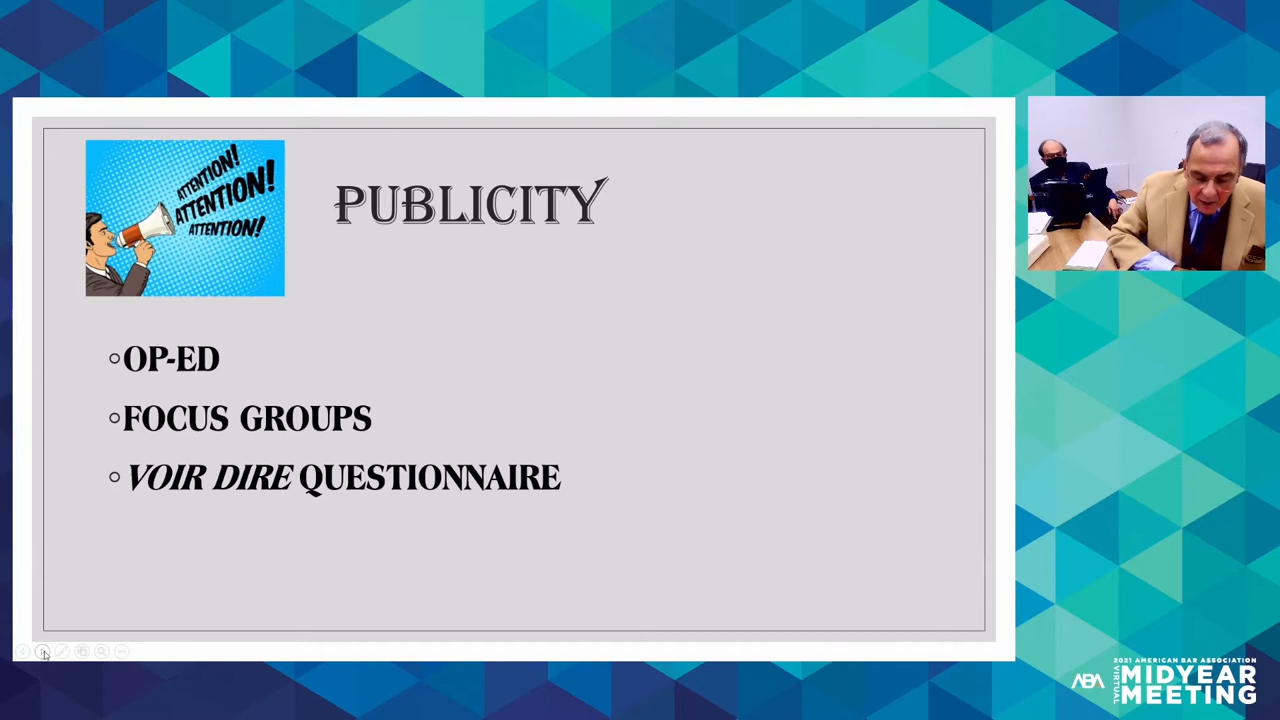 ATTENTION!
ATTENTION!
ATTENTION!
PUBLICITY
OP-ED
FOCUS GROUPS
VOIR DIRE QUESTIONNAIRE
2021 AMERICAN BAR ASSOCIATION
ABA
VIRTUAL
MIDYEAR
MEETING